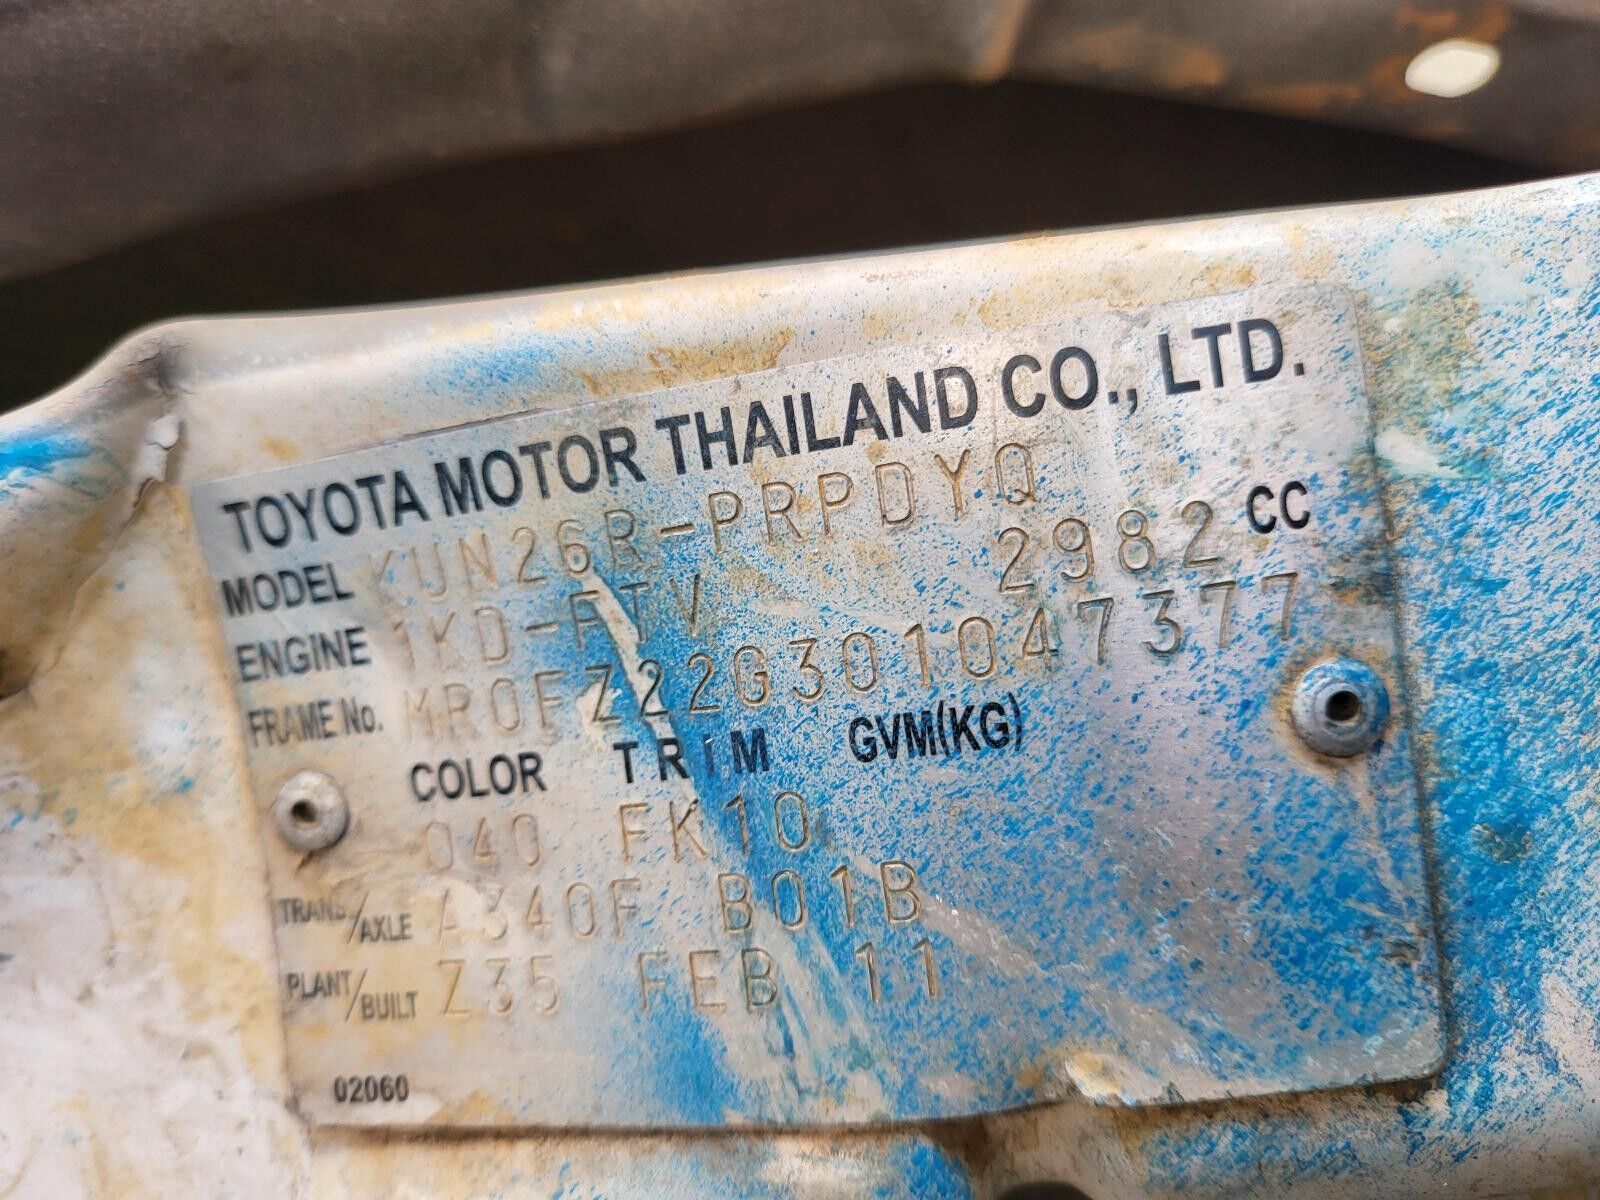 TOYOTA MOTOR THAILAND CO., LTD.
MODEL KUN26R-PRPDYQ
ENGINE 1KD-FTV 2982 CC
FRAME No. MR0FZ22G301047377
COLOR TRIM GVM(KG)
040 FK10
TRANS/AXLE A340F B01B
PLANT/BUILT Z35 FEB 11
02060